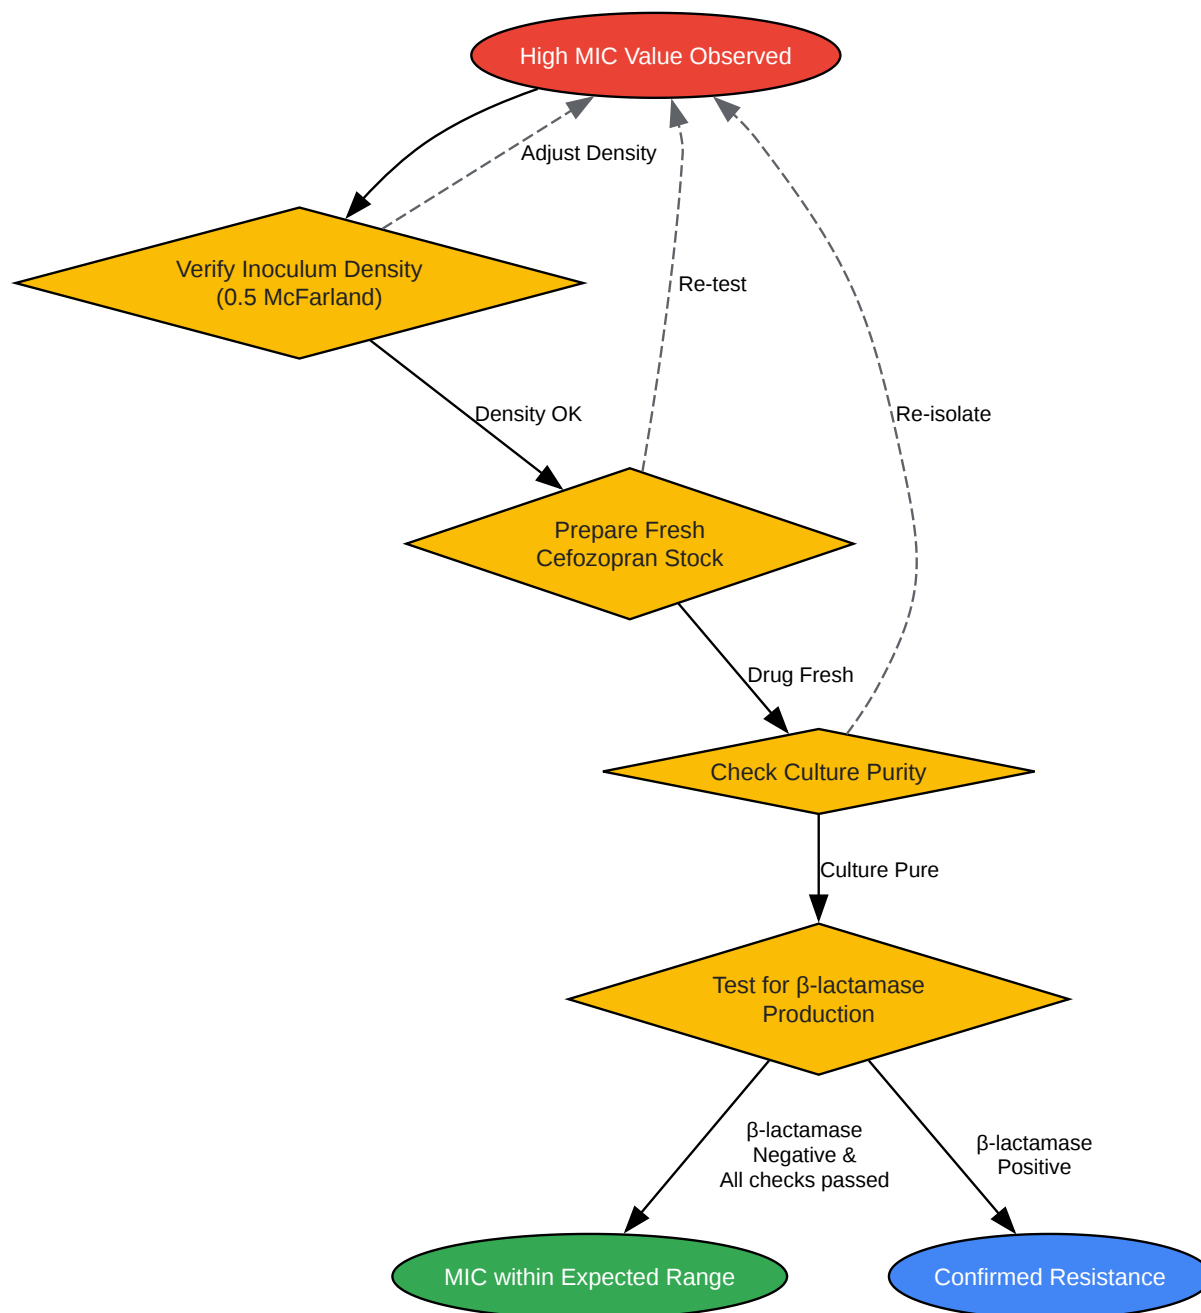 High MIC Value Observed
Adjust Density
Verify Inoculum Density
(0.5 McFarland)
Re-test
Density OK
Re-isolate
Prepare Fresh
Cefozopran Stock
Drug Fresh
Check Culture Purity
Culture Pure
Test for β-lactamase
Production
β-lactamase
Negative &
All checks passed
β-lactamase
Positive
MIC within Expected Range
Confirmed Resistance